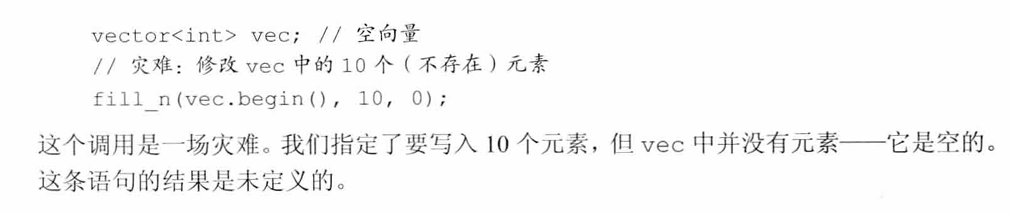 vector<int> vec; // 空向量
// 灾难: 修改 vec 中的 10 个 (不存在) 元素
fill_n(vec.begin(), 10, 0);
这个调用是一场灾难。我们指定了要写入 10 个元素，但 vec 中并没有元素——它是空的。
这条语句的结果是未定义的。